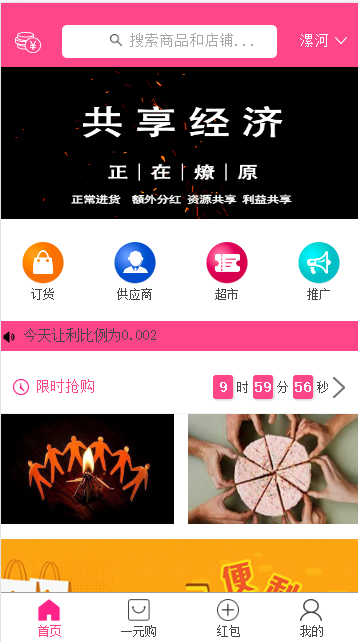 搜索商品和店铺...
漯河
共享经济
正|在|燎|原
正常进货 额外分红 资源共享 利益共享
订货
供应商
超市
推广
今天让利比例为0.002
限时抢购
9 时 59 分 56 秒
便利
首页
一元购
红包
我的